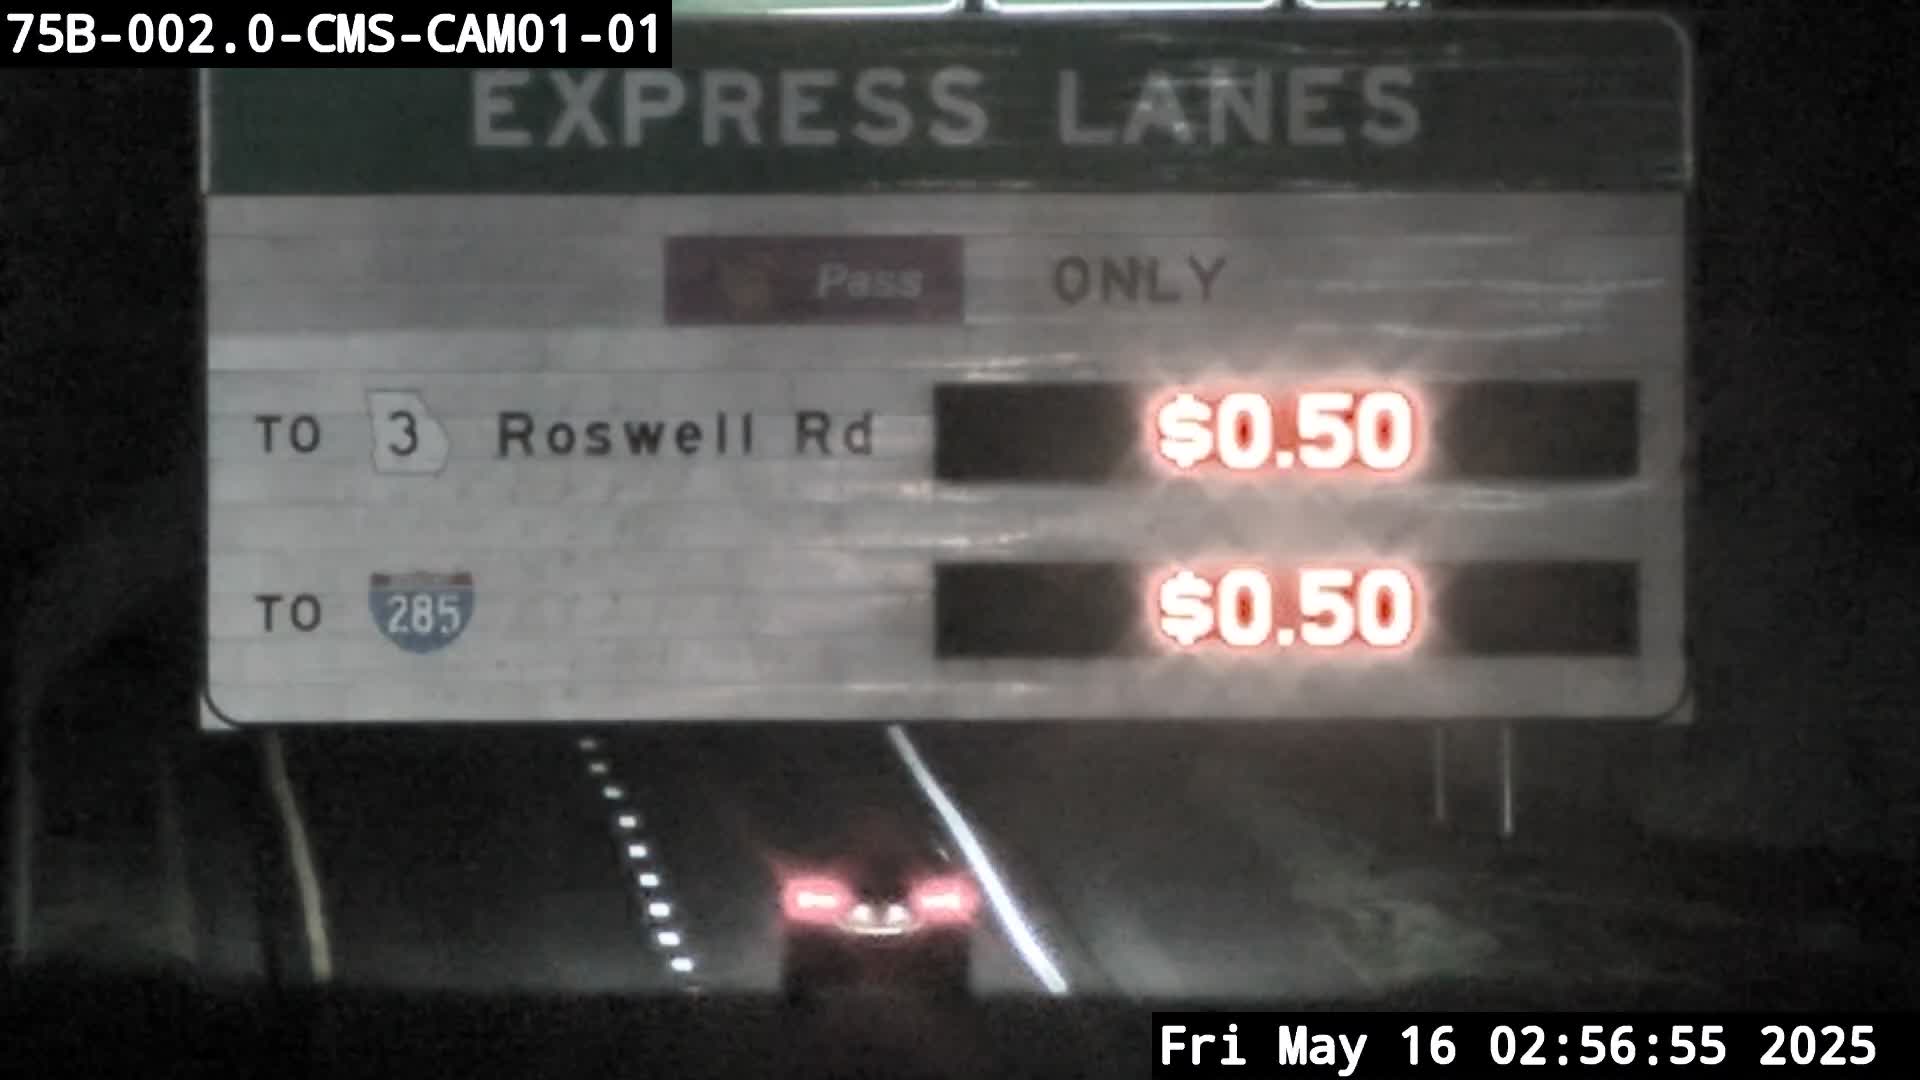 75B-002.0-CMS-CAM01-01
EXPRESS LANES
Pass ONLY
TO 3 Roswell Rd $0.50
TO 285 $0.50
Fri May 16 02:56:55 2025